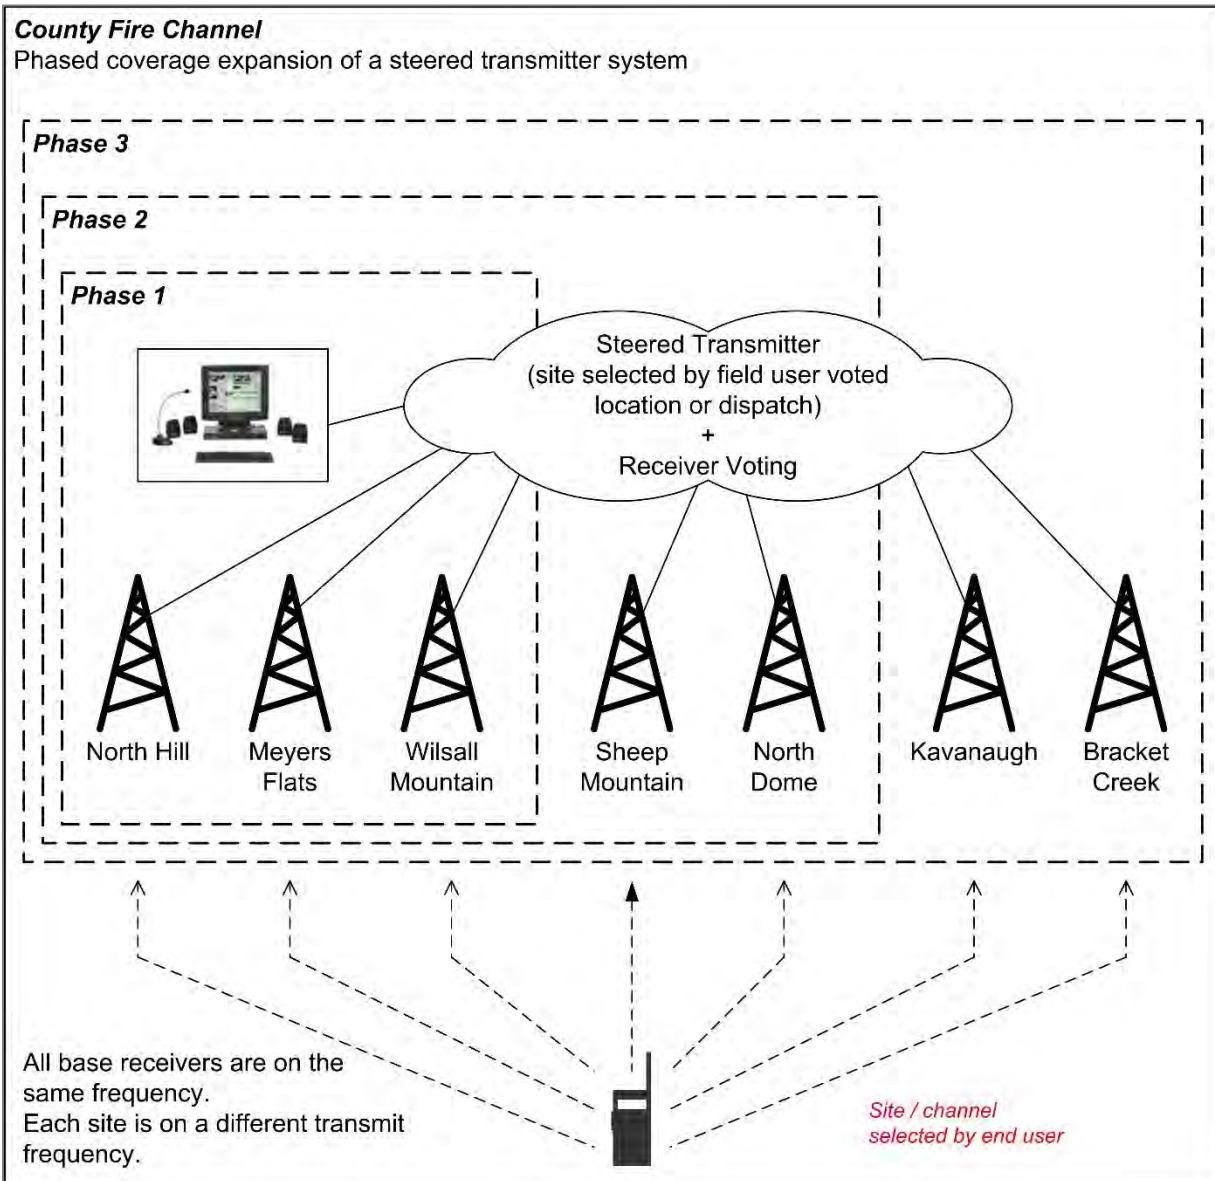 County Fire Channel
Phased coverage expansion of a steered transmitter system
Phase 3
Phase 2
Phase 1
Steered Transmitter
(site selected by field user voted
location or dispatch)
+
Receiver Voting
North Hill
Meyers
Flats
Wilsall
Mountain
Sheep
Mountain
North
Dome
Kavanaugh
Bracket
Creek
All base receivers are on the
same frequency.
Each site is on a different transmit
frequency.
Site / channel
selected by end user